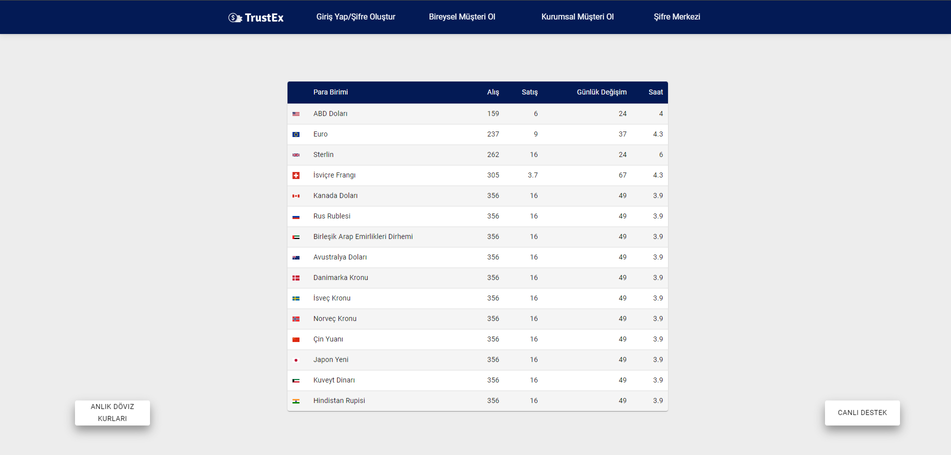 TrustEx Giriş Yap/Şifre Oluştur Bireysel Müşteri Ol Kurumsal Müşteri Ol Şifre Merkezi
Para Birimi Alış Satış Günlük Değişim Saat
ABD Doları 159 6 24 4
Euro 237 9 37 4.3
Sterlin 262 16 24 6
İsviçre Frangı 305 3.7 67 4.3
Kanada Doları 356 16 49 3.9
Rus Rublesi 356 16 49 3.9
Birleşik Arap Emirlikleri Dirhemi 356 16 49 3.9
Avustralya Doları 356 16 49 3.9
Danimarka Kronu 356 16 49 3.9
İsveç Kronu 356 16 49 3.9
Norveç Kronu 356 16 49 3.9
Çin Yuanı 356 16 49 3.9
Japon Yeni 356 16 49 3.9
Kuveyt Dinarı 356 16 49 3.9
Hindistan Rupisi 356 16 49 3.9
ANLIK DÖVİZ
KURLARI
CANLI DESTEK